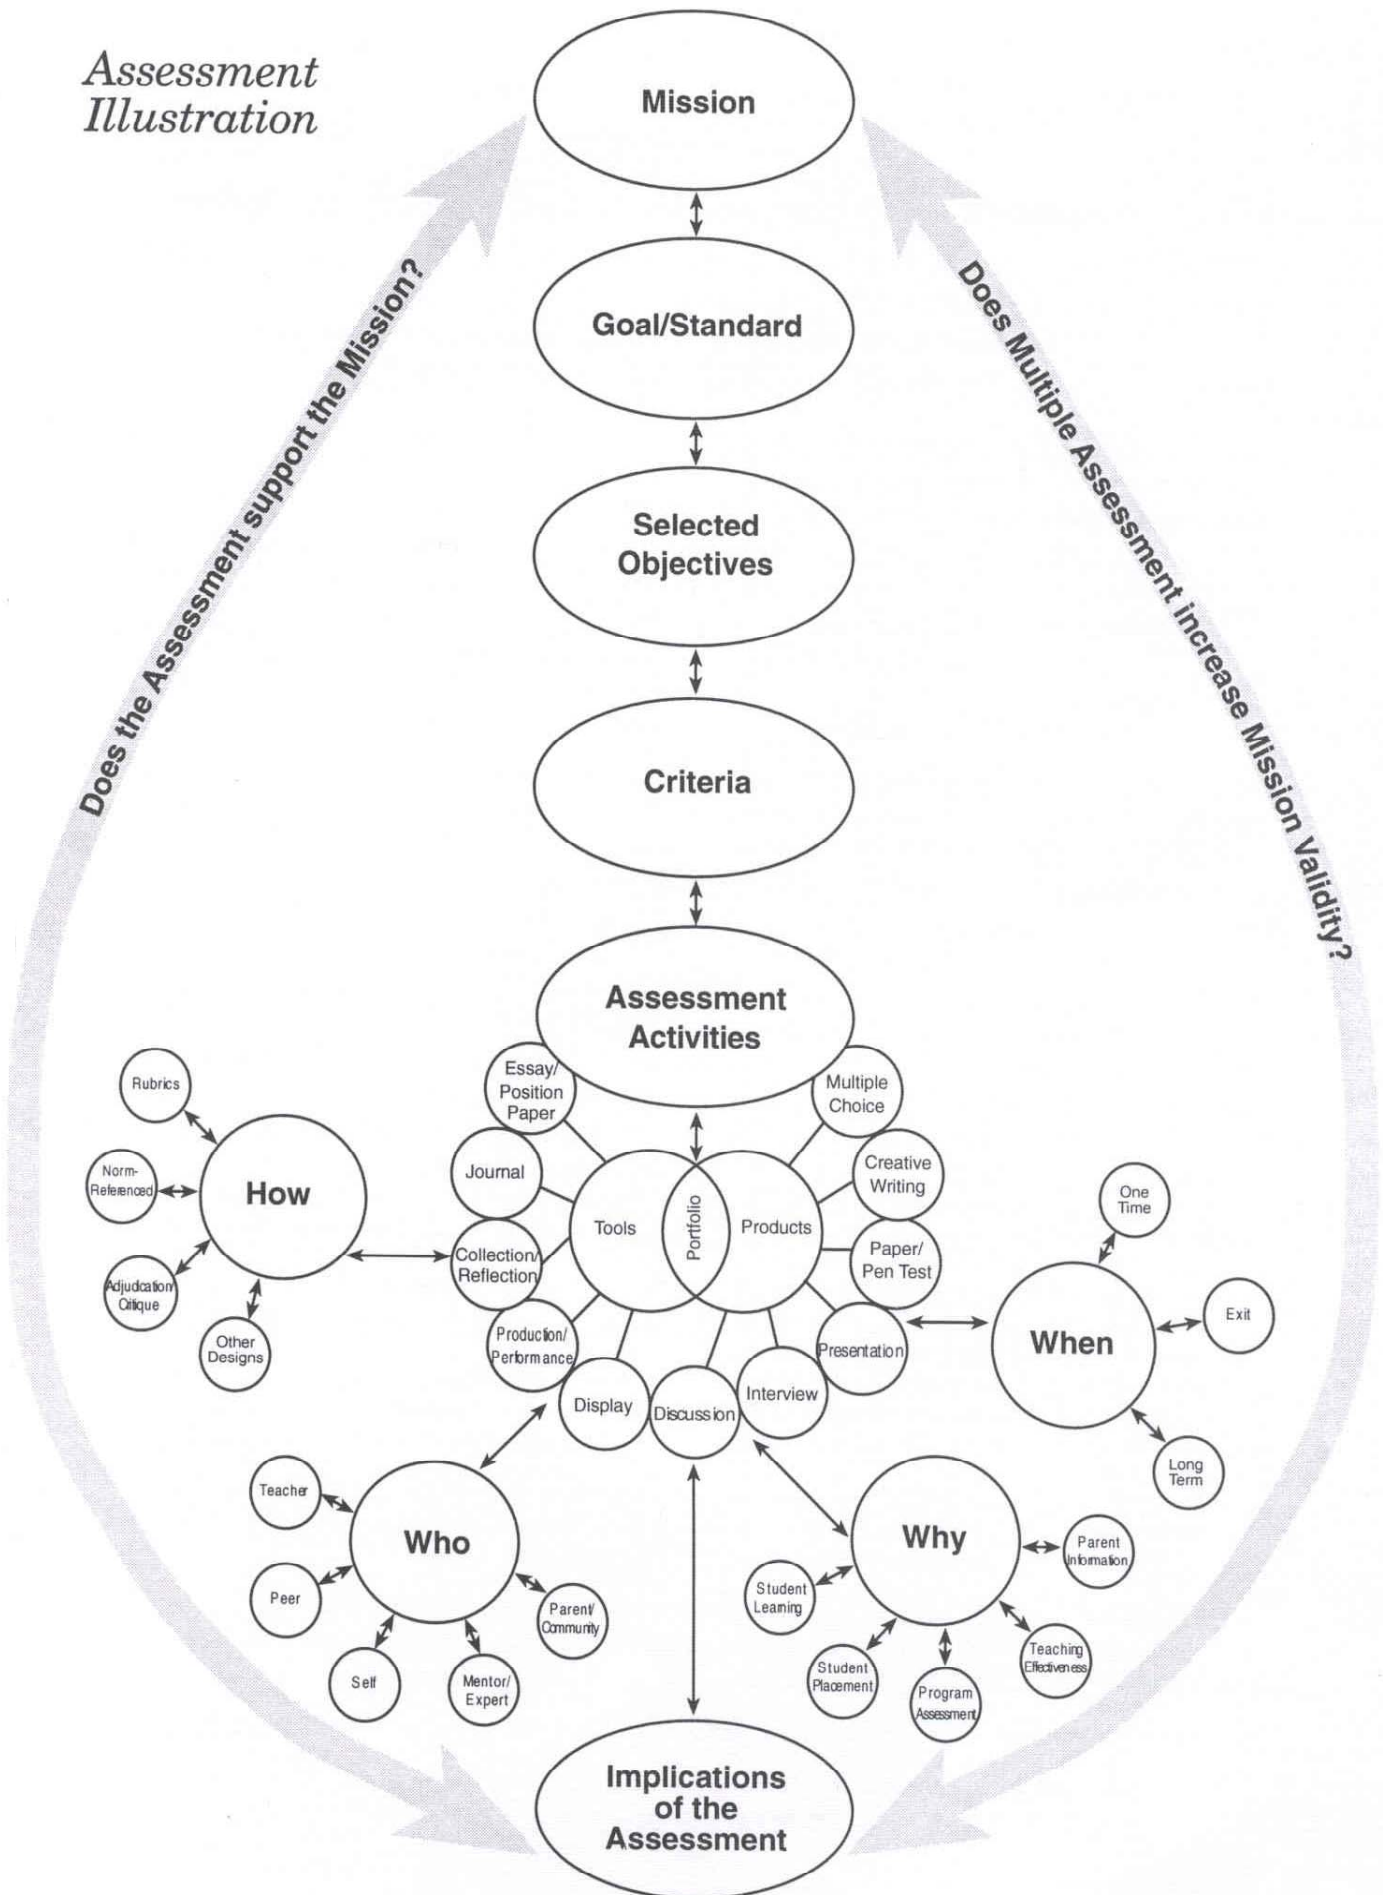 Assessment
Illustration
Mission
Goal/Standard
Selected
Objectives
Criteria
Assessment
Activities
Does the Assessment support the Mission?
Does Multiple Assessment increase Mission Validity?
Essay/
Position
Paper
Journal
Collection/
Reflection
Production/
Performance
Display
Discussion
Interview
Presentation
Paper/
Pen Test
Creative
Writing
Multiple
Choice
Tools
Portfolio
Products
How
Rubrics
Norm-
Referenced
Adjudication/
Critique
Other
Designs
When
One
Time
Exit
Long
Term
Who
Teacher
Peer
Self
Mentor/
Expert
Parent/
Community
Why
Student
Learning
Student
Placement
Program
Assessment
Teaching
Effectiveness
Parent
Information
Implications
of the
Assessment